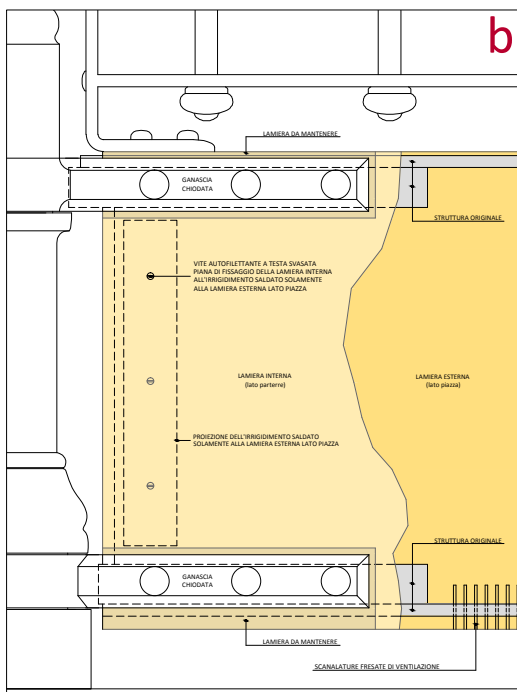 b
LAMIERA DA MANTENERE
GANASCIA
CHIODATA
STRUTTURA ORIGINALE
VITE AUTOFILETTANTE A TESTA SVASATA
PIANA DI FISSAGGIO DELLA LAMIERA INTERNA
ALL'IRRIGIDIMENTO SALDATO SOLAMENTE
ALLA LAMIERA ESTERNA LATO PIAZZA
LAMIERA INTERNA
(lato parterre)
LAMIERA ESTERNA
(lato piazza)
PROIEZIONE DELL'IRRIGIDIMENTO SALDATO
SOLAMENTE ALLA LAMIERA ESTERNA LATO PIAZZA
STRUTTURA ORIGINALE
GANASCIA
CHIODATA
LAMIERA DA MANTENERE
SCANALATURE FRESATE DI VENTILAZIONE